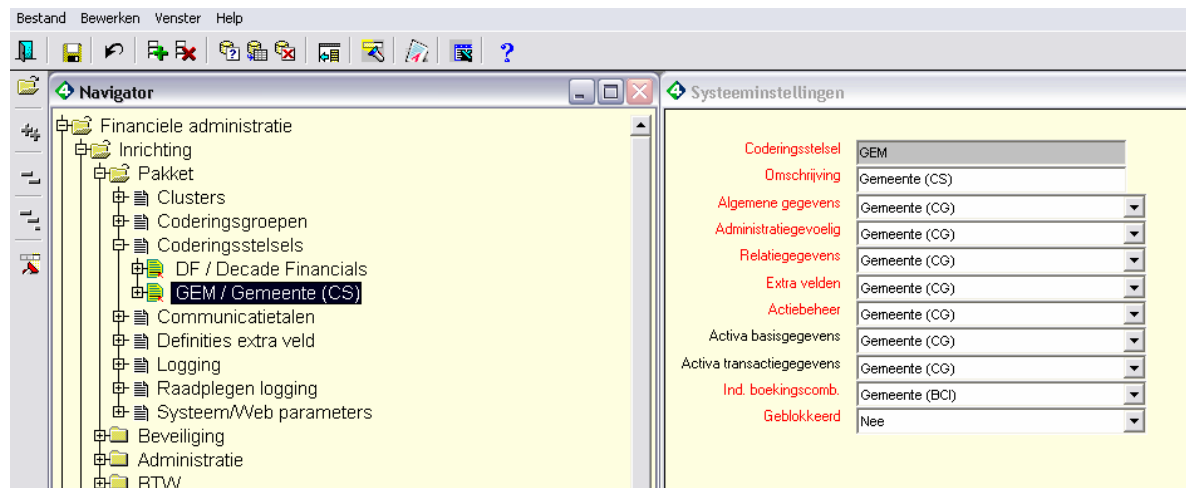 Bestand Bewerken Venster Help
Navigator
Financiele administratie
Inrichting
Pakket
Clusters
Coderingsgroepen
Coderingsstelsels
DF / Decade Financials
GEM / Gemeente (CS)
Communicatietalen
Definities extra veld
Logging
Raadplegen logging
Systeem/Web parameters
Beveiliging
Administratie
BTW
Systeeminstellingen
Coderingsstelsel GEM
Omschrijving Gemeente (CS)
Algemene gegevens Gemeente (CG)
Administratiegevoelig Gemeente (CG)
Relatiegegevens Gemeente (CG)
Extra velden Gemeente (CG)
Actiebeheer Gemeente (CG)
Activa basisgegevens Gemeente (CG)
Activa transactiegegevens Gemeente (CG)
Ind. boekingscomb. Gemeente (BCI)
Geblokkeerd Nee